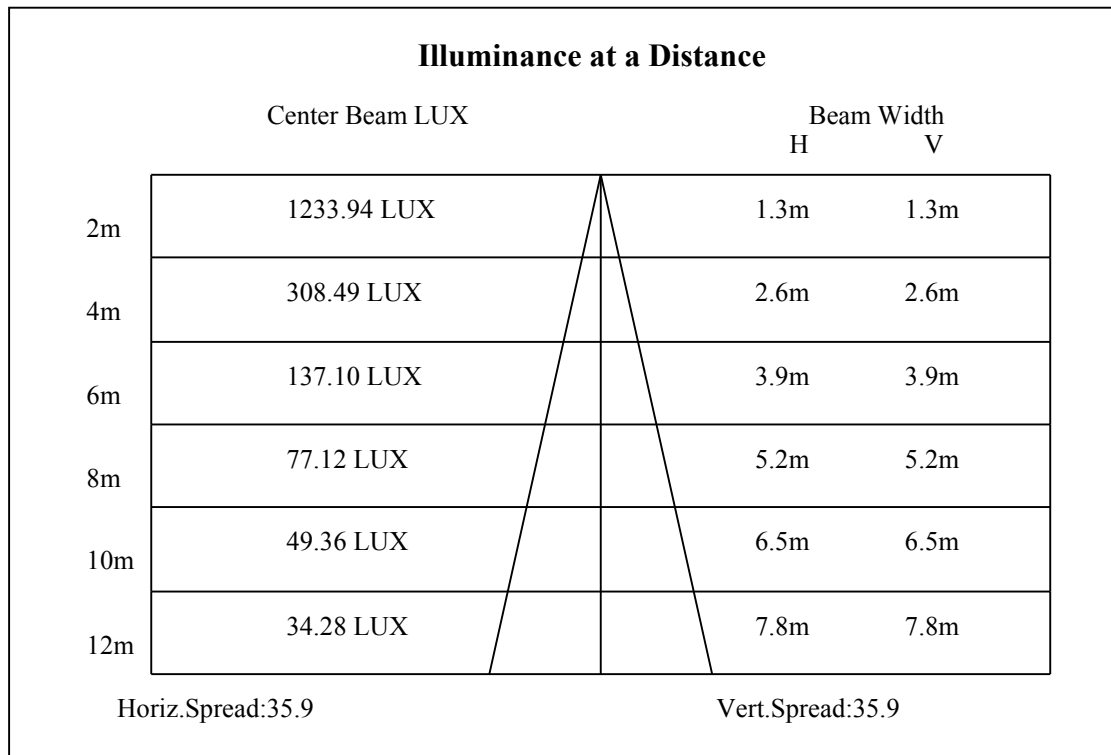 Illuminance at a Distance
Center Beam LUX Beam Width
H V
2m 1233.94 LUX 1.3m 1.3m
4m 308.49 LUX 2.6m 2.6m
6m 137.10 LUX 3.9m 3.9m
8m 77.12 LUX 5.2m 5.2m
10m 49.36 LUX 6.5m 6.5m
12m 34.28 LUX 7.8m 7.8m
Horiz.Spread:35.9 Vert.Spread:35.9